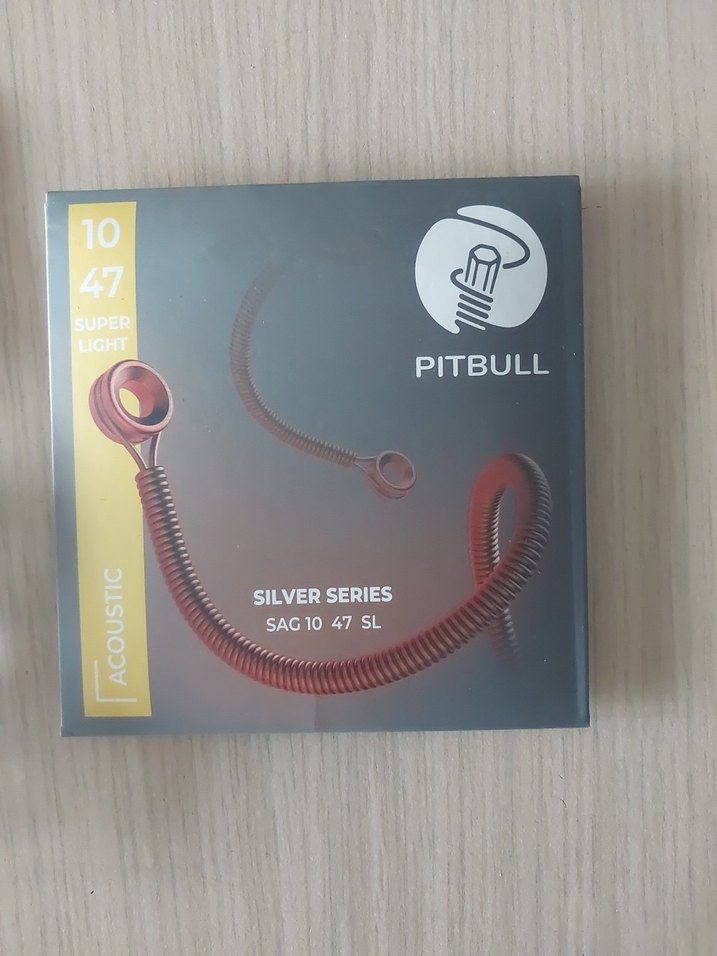 10
47
SUPER
LIGHT
PITBULL
SILVER SERIES
SAG 10 47 SL
ACOUSTIC